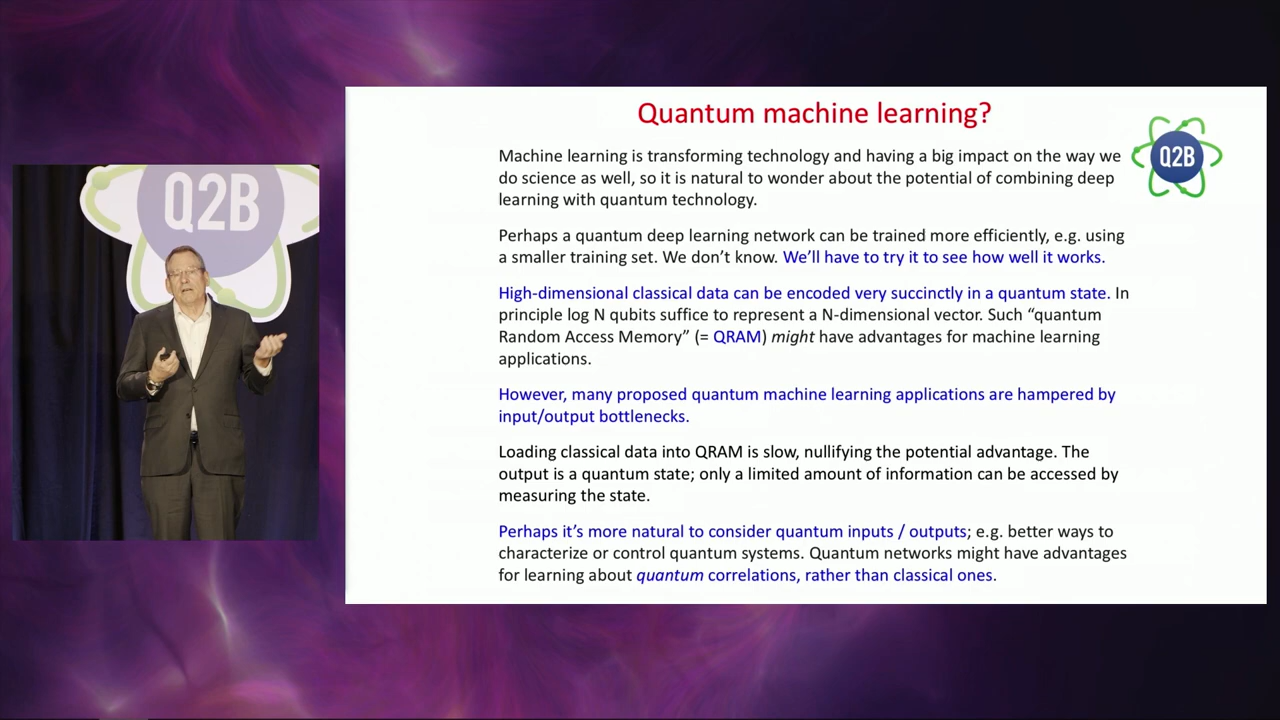 Q2B
Quantum machine learning?
Q2B
Machine learning is transforming technology and having a big impact on the way we
do science as well, so it is natural to wonder about the potential of combining deep
learning with quantum technology.
Perhaps a quantum deep learning network can be trained more efficiently, e.g. using
a smaller training set. We don’t know. We’ll have to try it to see how well it works.
High-dimensional classical data can be encoded very succinctly in a quantum state. In
principle log N qubits suffice to represent a N-dimensional vector. Such “quantum
Random Access Memory” (= QRAM) might have advantages for machine learning
applications.
However, many proposed quantum machine learning applications are hampered by
input/output bottlenecks.
Loading classical data into QRAM is slow, nullifying the potential advantage. The
output is a quantum state; only a limited amount of information can be accessed by
measuring the state.
Perhaps it’s more natural to consider quantum inputs / outputs; e.g. better ways to
characterize or control quantum systems. Quantum networks might have advantages
for learning about quantum correlations, rather than classical ones.